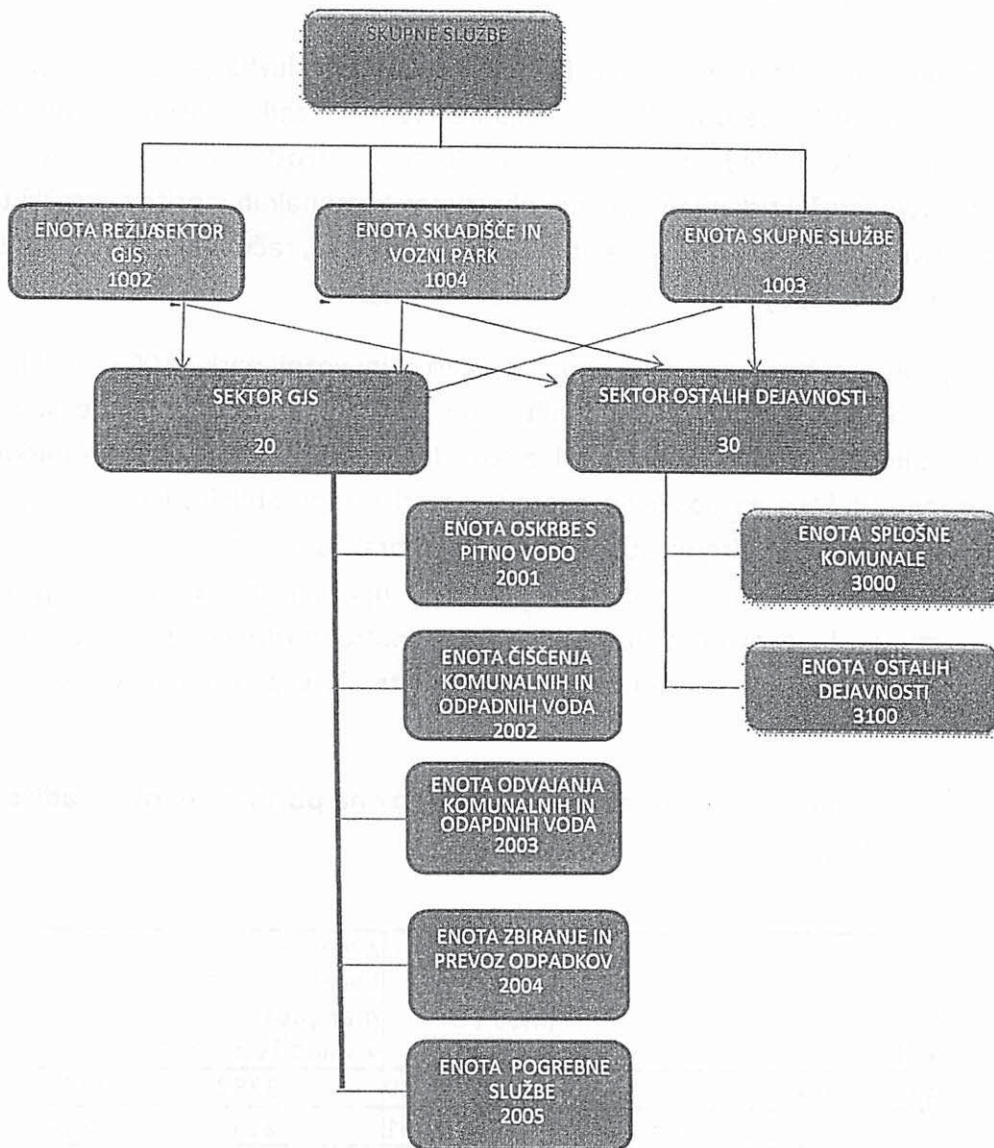 SKUPNE SLUŽBE
ENOTA REŽIJASEKTOR
GJS
1002
ENOTA SKLADIŠČE IN
VOZNI PARK
1004
ENOTA SKUPNE SLUŽBE
1003
SEKTOR GJS
20
SEKTOR OSTALIH DEJAVNOSTI
30
ENOTA OSKRBE S
PITNO VODO
2001
ENOTA ČIŠČENJA
KOMUNALNIH IN
ODPADNIH VODA
2002
ENOTA ODVAJANJA
KOMUNALNIH IN
ODAPDNIH VODA
2003
ENOTA ZBIRANJE IN
PREVOZ ODPADKOV
2004
ENOTA POGREBNE
SLUŽBE
2005
ENOTA SPLOŠNE
KOMUNALE
3000
ENOTA OSTALIH
DEJAVNOSTI
3100